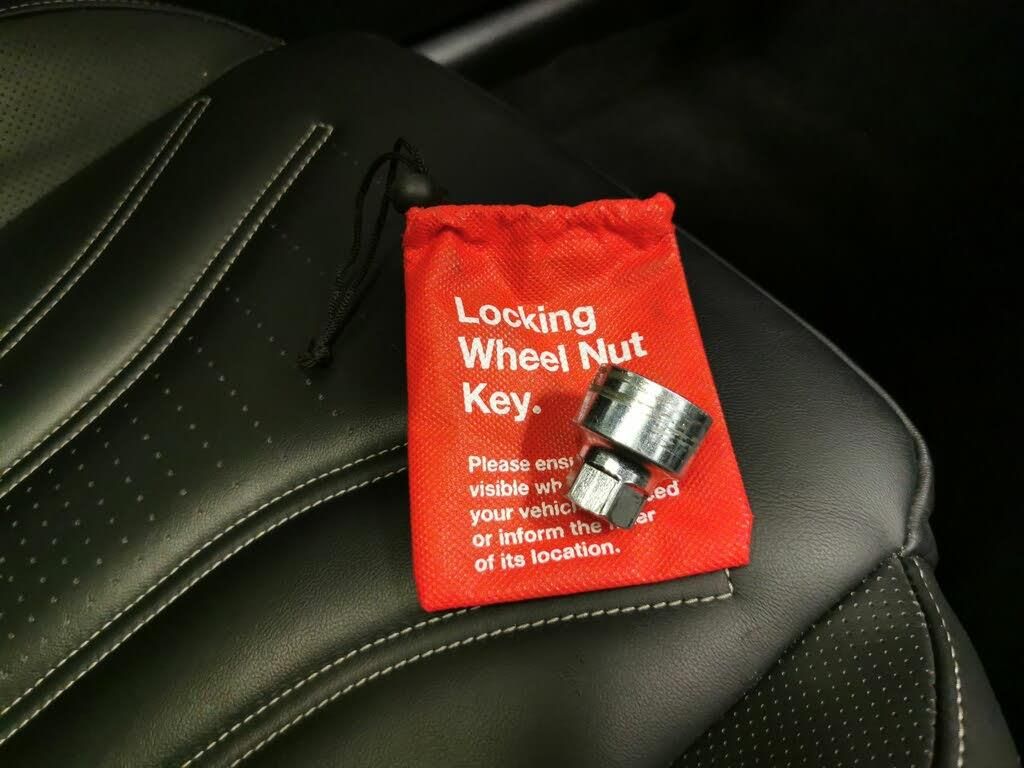 Locking
Wheel Nut
Key.
Please
visible
your
or inform the
of its location.